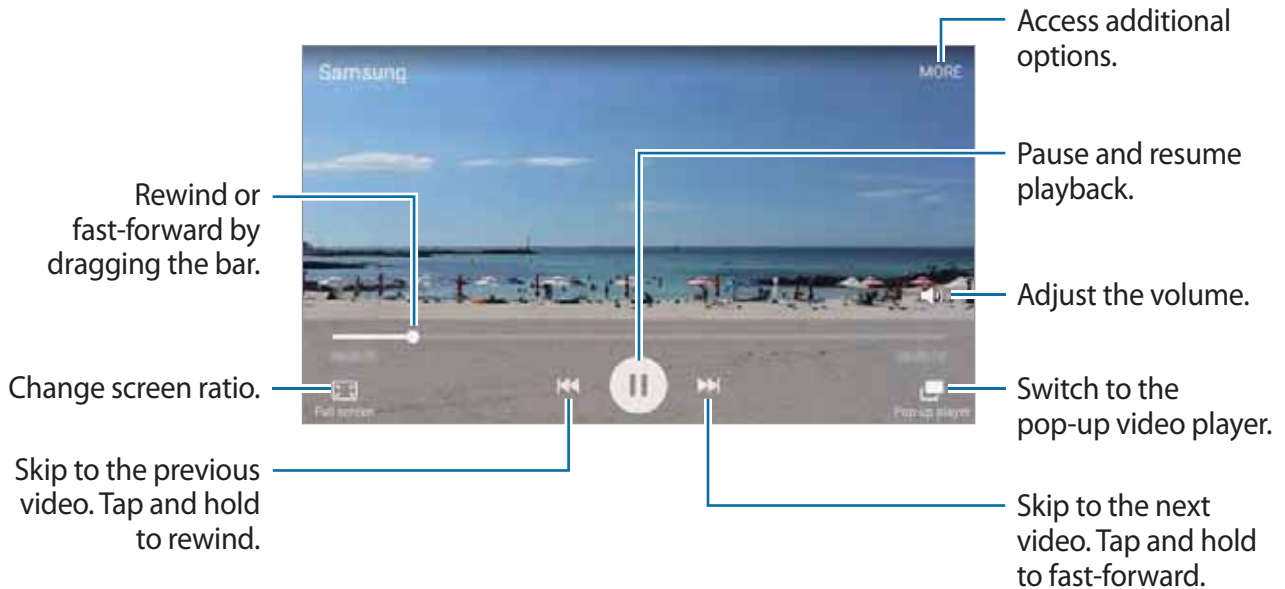 Access additional
options.
Samsung
MORE
Pause and resume
playback.
Rewind or
fast-forward by
dragging the bar.
Adjust the volume.
Change screen ratio.
Full screen
Pop-up player
Switch to the
pop-up video player.
Skip to the previous
video. Tap and hold
to rewind.
Skip to the next
video. Tap and hold
to fast-forward.